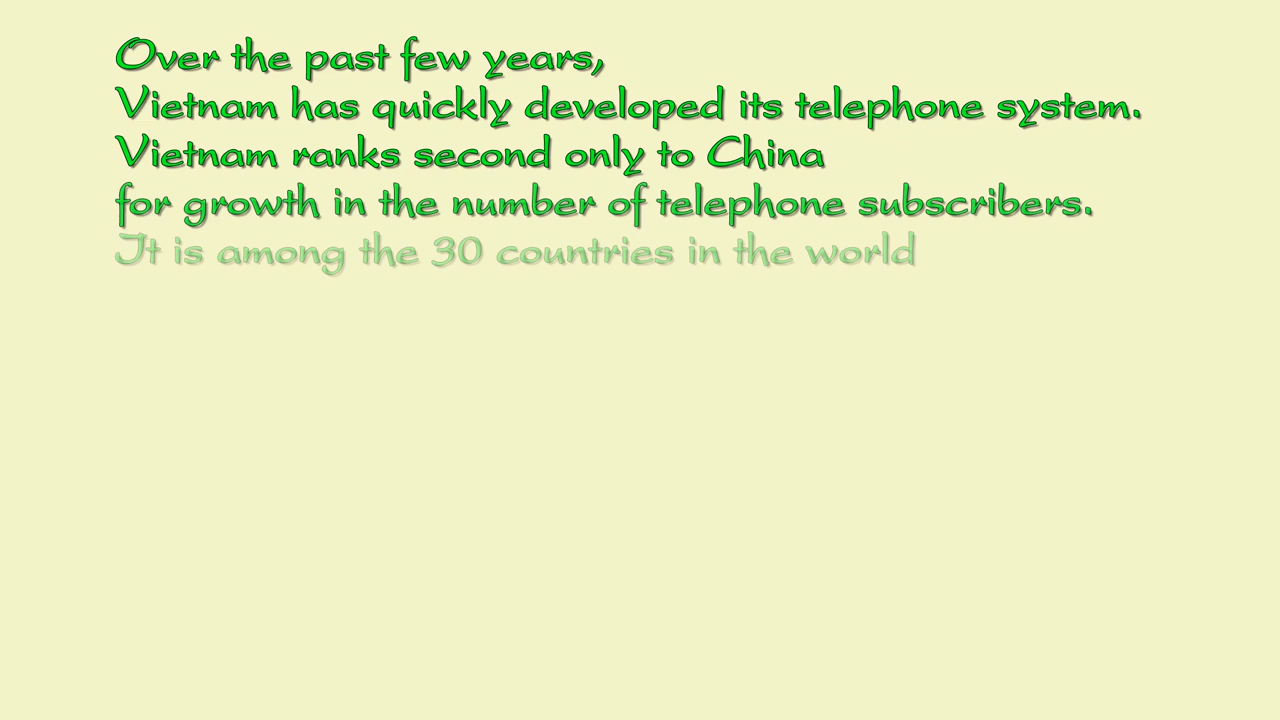 Over the past few years,
Vietnam has quickly developed its telephone system.
Vietnam ranks second only to China
for growth in the number of telephone subscribers.
It is among the 30 countries in the world